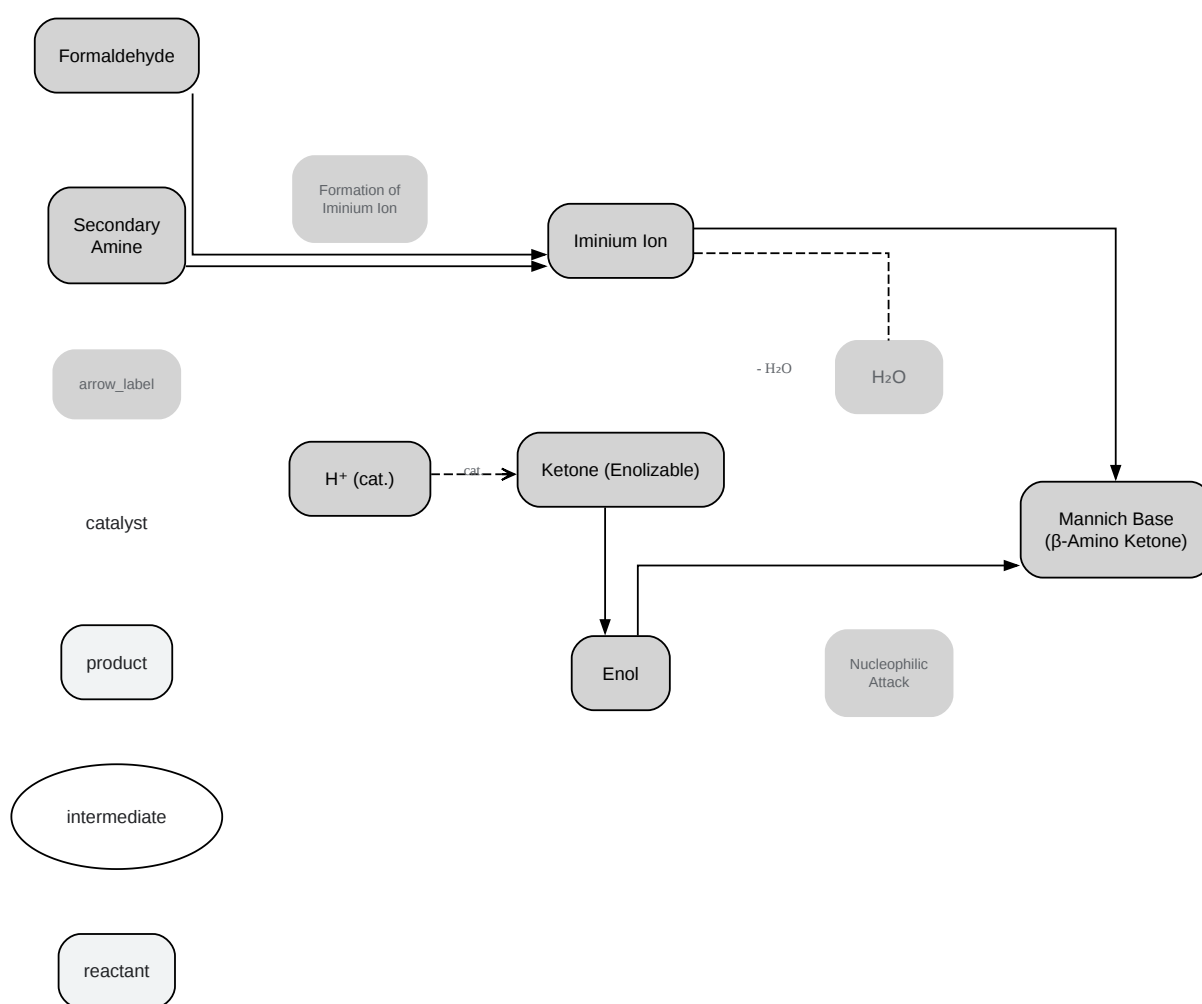 Formaldehyde
Formation of
Iminium Ion
Secondary
Amine
Iminium Ion
- H₂O
H₂O
arrow_label
H⁺ (cat.)
cat.
Ketone (Enolizable)
catalyst
Mannich Base
(β-Amino Ketone)
product
Enol
Nucleophilic
Attack
intermediate
reactant